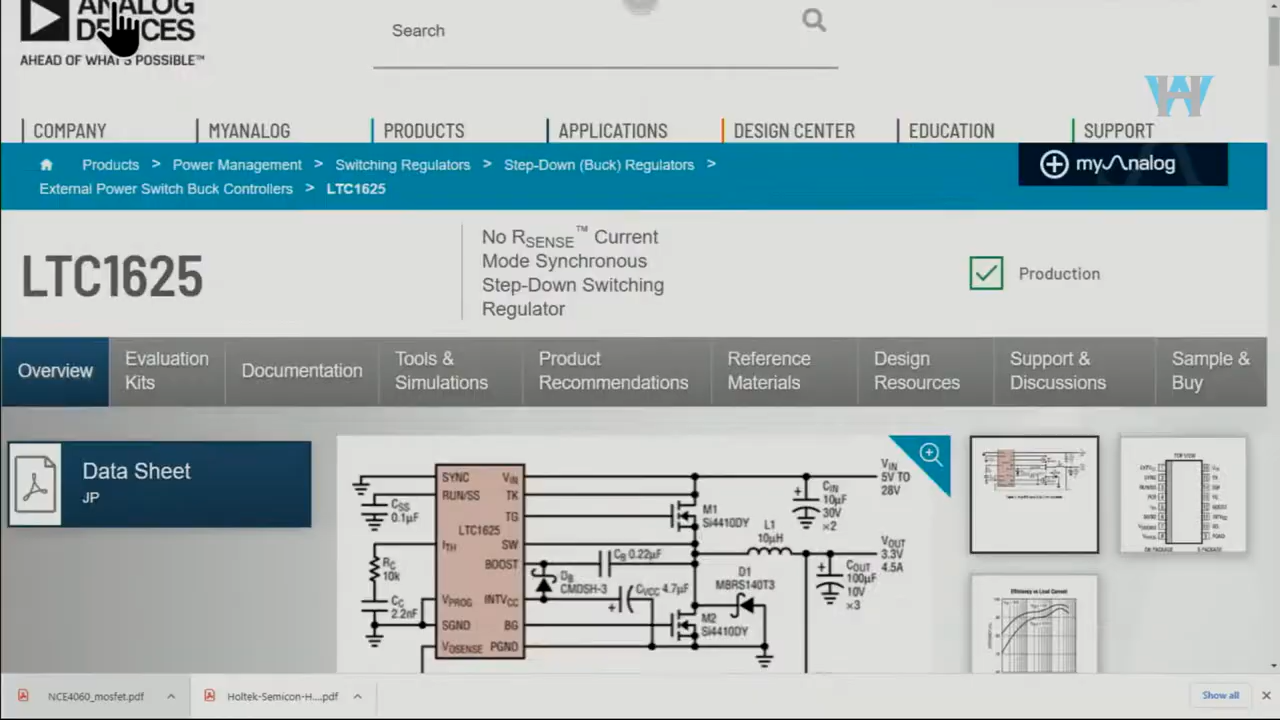 ANALOG
DEVICES
AHEAD OF WHAT'S POSSIBLE™
Search
W
COMPANY
MYANALOG
PRODUCTS
APPLICATIONS
DESIGN CENTER
EDUCATION
SUPPORT
Products > Power Management > Switching Regulators > Step-Down (Buck) Regulators >
External Power Switch Buck Controllers > LTC1625
myAnalog
LTC1625
No RSENSE™ Current
Mode Synchronous
Step-Down Switching
Regulator
Production
Overview
Evaluation
Kits
Documentation
Tools &
Simulations
Product
Recommendations
Reference
Materials
Design
Resources
Support &
Discussions
Sample &
Buy
Data Sheet
JP
SYNC
RUN/SS
ITH
VPROG
SGND
VOSENSE
LTC1625
VIN
TK
TG
SW
BOOST
INTVCC
BG
PGND
CSS
0.1µF
RC
10k
CC
2.2nF
DB
CMDSH-3
CB 0.22µF
CVCC 4.7µF
+
M1
Si4410DY
M2
Si4410DY
D1
MBRS140T3
L1
10µH
+
CIN
10µF
30V
×2
VIN
5V TO
28V
VOUT
3.3V
4.5A
+
COUT
100µF
10V
×3
Efficiency vs Load Current
NCE4060_mosfet.pdf
Holtek-Semicon-H....pdf
Show all